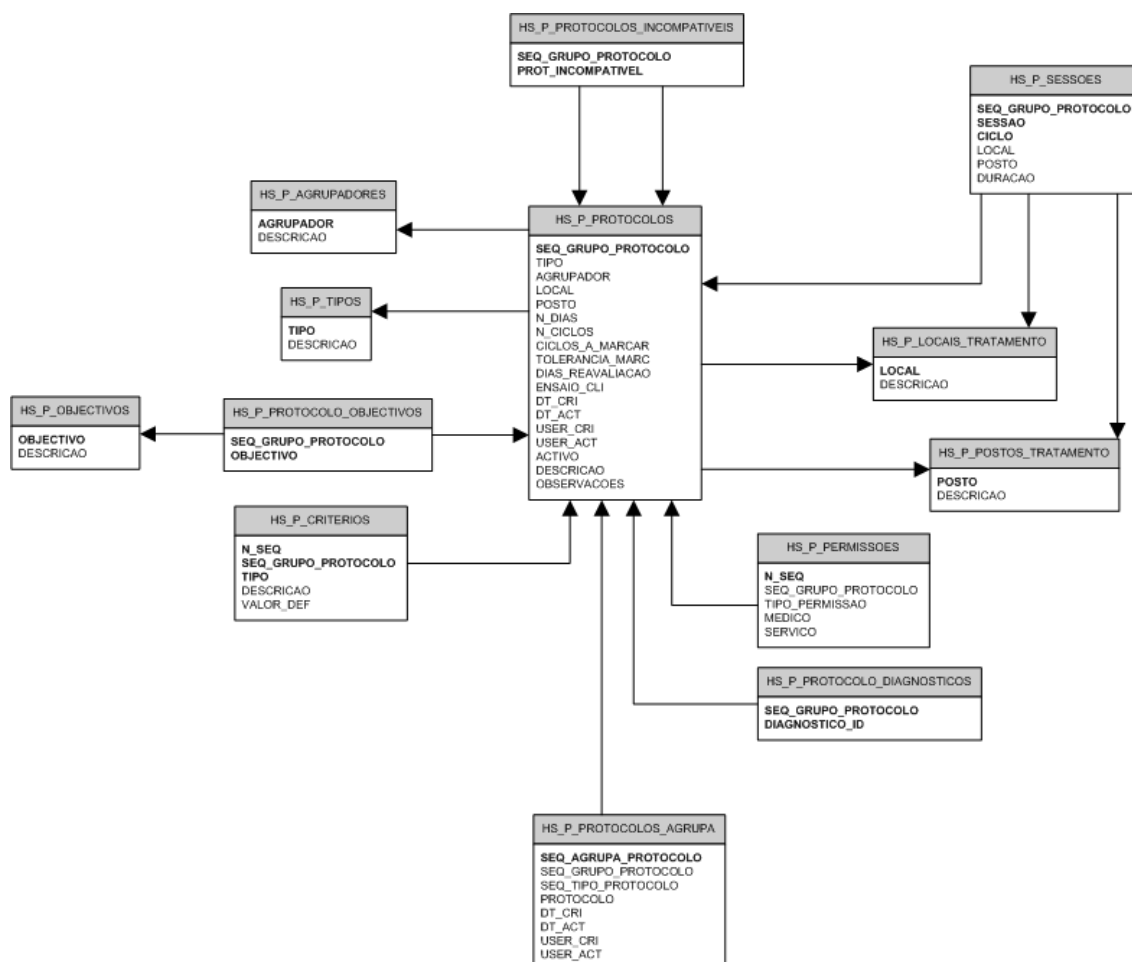 HS_P_PROTOCOLOS_INCOMPATIVEIS
SEQ_GRUPO_PROTOCOLO
PROT_INCOMPATIVEL
HS_P_SESSOES
SEQ_GRUPO_PROTOCOLO
SESSAO
CICLO
LOCAL
POSTO
DURACAO
HS_P_AGRUPADORES
AGRUPADOR
DESCRICAO
HS_P_PROTOCOLOS
SEQ_GRUPO_PROTOCOLO
TIPO
AGRUPADOR
LOCAL
POSTO
N_DIAS
N_CICLOS
CICLOS_A_MARCAR
TOLERANCIA_MARC
DIAS_REAVALIACAO
ENSAIO_CLI
DT_CRI
DT_ACT
USER_CRI
USER_ACT
ACTIVO
DESCRICAO
OBSERVACOES
HS_P_TIPOS
TIPO
DESCRICAO
HS_P_LOCAIS_TRATAMENTO
LOCAL
DESCRICAO
HS_P_OBJECTIVOS
OBJECTIVO
DESCRICAO
HS_P_PROTOCOLO_OBJECTIVOS
SEQ_GRUPO_PROTOCOLO
OBJECTIVO
HS_P_POSTOS_TRATAMENTO
POSTO
DESCRICAO
HS_P_CRITERIOS
N_SEQ
SEQ_GRUPO_PROTOCOLO
TIPO
DESCRICAO
VALOR_DEF
HS_P_PERMISSOES
N_SEQ
SEQ_GRUPO_PROTOCOLO
TIPO_PERMISSAO
MEDICO
SERVICO
HS_P_PROTOCOLO_DIAGNOSTICOS
SEQ_GRUPO_PROTOCOLO
DIAGNOSTICO_ID
HS_P_PROTOCOLOS_AGRUPA
SEQ_AGRUPA_PROTOCOLO
SEQ_GRUPO_PROTOCOLO
SEQ_TIPO_PROTOCOLO
PROTOCOLO
DT_CRI
DT_ACT
USER_CRI
USER_ACT